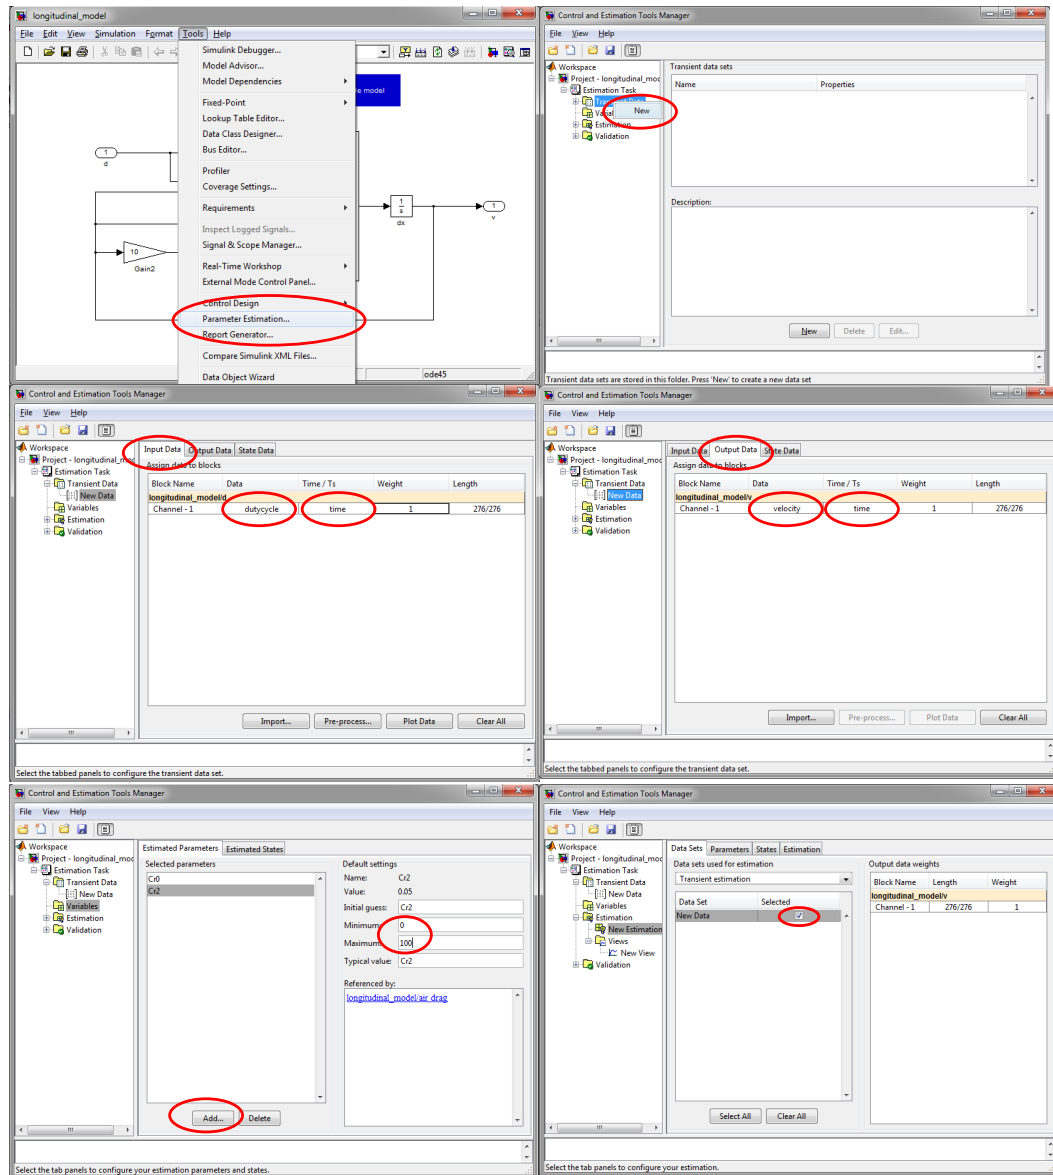 longitudinal_model
File Edit View Simulation Format Tools Help
Simulink Debugger...
Model Advisor...
Model Dependencies
Fixed-Point
Lookup Table Editor...
Data Class Designer...
Bus Editor...
Profiler
Coverage Settings...
Requirements
Inspect Logged Signals...
Signal & Scope Manager...
Real-Time Workshop
External Mode Control Panel...
Control Design
Parameter Estimation...
Report Generator...
Compare Simulink XML Files...
Data Object Wizard
model
1
d
10
Gain2
1
s
dx
1
v
ode45
Control and Estimation Tools Manager
File View Help
Workspace
Project - longitudinal_moc
Estimation Task
New
Estimation
Validation
Transient data sets
Name Properties
Description:
New Delete Edit...
Transient data sets are stored in this folder. Press 'New' to create a new data set
Control and Estimation Tools Manager
File View Help
Workspace
Project - longitudinal_moc
Estimation Task
Transient Data
New Data
Variables
Estimation
Validation
Input Data Output Data State Data
Assign data to blocks
Block Name Data Time / Ts Weight Length
longitudinal_model/d
Channel - 1 dutycycle time 1 276/276
Import... Pre-process... Plot Data Clear All
Select the tabbed panels to configure the transient data set.
Control and Estimation Tools Manager
File View Help
Workspace
Project - longitudinal_moc
Estimation Task
Transient Data
New Data
Variables
Estimation
Validation
Input Data Output Data State Data
Assign data to blocks
Block Name Data Time / Ts Weight Length
longitudinal_model/v
Channel - 1 velocity time 1 276/276
Import... Pre-process... Plot Data Clear All
Select the tabbed panels to configure the transient data set.
Control and Estimation Tools Manager
File View Help
Workspace
Project - longitudinal_moc
Estimation Task
Transient Data
New Data
Variables
Estimation
Validation
Estimated Parameters Estimated States
Selected parameters
Cr0
Cr2
Add... Delete
Default settings
Name: Cr2
Value: 0.05
Initial guess: Cr2
Minimum: 0
Maximum: 100
Typical value: Cr2
Referenced by:
longitudinal_model/air drag
Select the tab panels to configure your estimation parameters and states.
Control and Estimation Tools Manager
File View Help
Workspace
Project - longitudinal_moc
Estimation Task
Transient Data
New Data
Variables
Estimation
New Estimation
Views
New View
Validation
Data Sets Parameters States Estimation
Data sets used for estimation
Transient estimation
Data Set Selected
New Data
Select All Clear All
Output data weights
Block Name Length Weight
longitudinal_model/v
Channel - 1 276/276 1
Select the tab panels to configure your estimation.